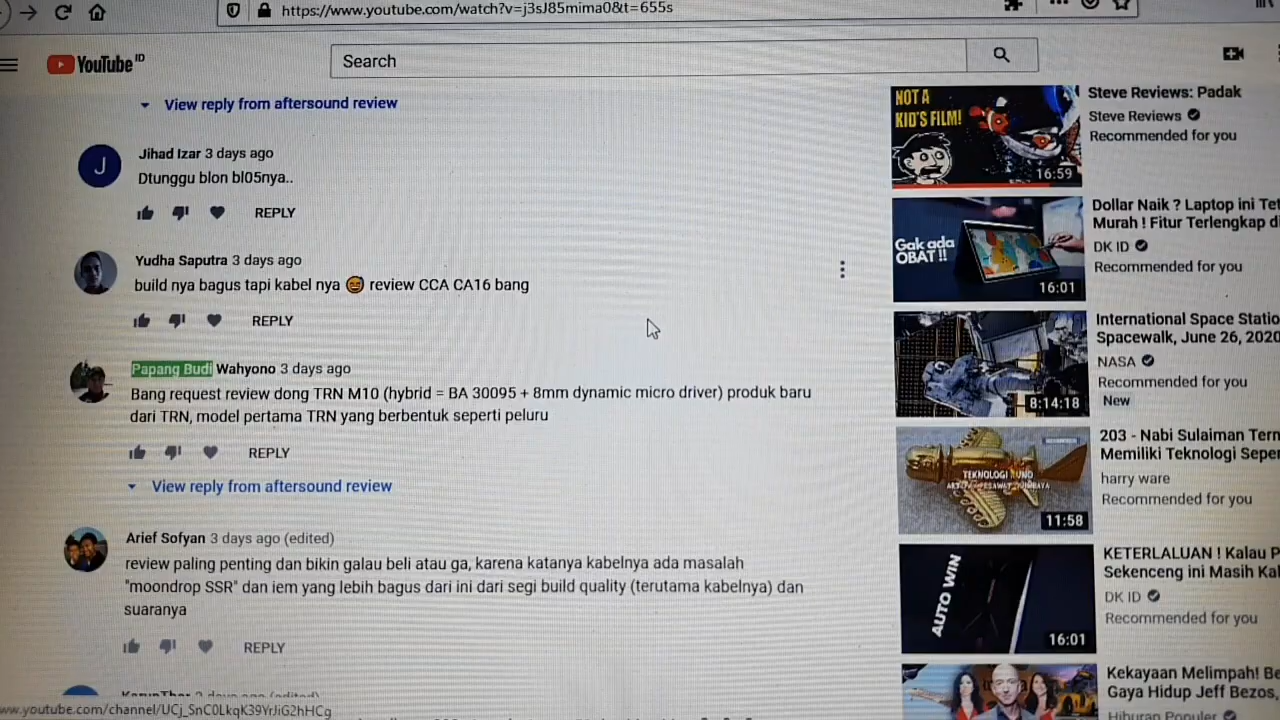 https://www.youtube.com/watch?v=j3sJ85mima0&t=655s
YouTube ID
Search
View reply from aftersound review
J
Jihad Izar 3 days ago
Dtunggu blon bl05nya..
REPLY
Yudha Saputra 3 days ago
build nya bagus tapi kabel nya 😅 review CCA CA16 bang
REPLY
Papang Budi Wahyono 3 days ago
Bang request review dong TRN M10 (hybrid = BA 30095 + 8mm dynamic micro driver) produk baru
dari TRN, model pertama TRN yang berbentuk seperti peluru
REPLY
View reply from aftersound review
Arief Sofyan 3 days ago (edited)
review paling penting dan bikin galau beli atau ga, karena katanya kabelnya ada masalah
"moondrop SSR" dan iem yang lebih bagus dari ini dari segi build quality (terutama kabelnya) dan
suaranya
REPLY
NOT A
KID'S FILM!
16:59
Steve Reviews: Padak
Steve Reviews
Recommended for you
Gak ada
OBAT !!
16:01
Dollar Naik ? Laptop ini Tet
Murah ! Fitur Terlengkap d
DK ID
Recommended for you
8:14:18
International Space Statio
Spacewalk, June 26, 2020
NASA
Recommended for you
New
TEKNOLOGI KUNO
11:58
203 - Nabi Sulaiman Tern
Memiliki Teknologi Seper
harry ware
Recommended for you
AUTO WIN
16:01
KETERLALUAN ! Kalau P
Sekenceng ini Masih Kal
DK ID
Recommended for you
Kekayaan Melimpah! Be
Gaya Hidup Jeff Bezos,
Hiburan Populer
ww.youtube.com/channel/UCj_SnC0LkqK39YrJiG2hHCg